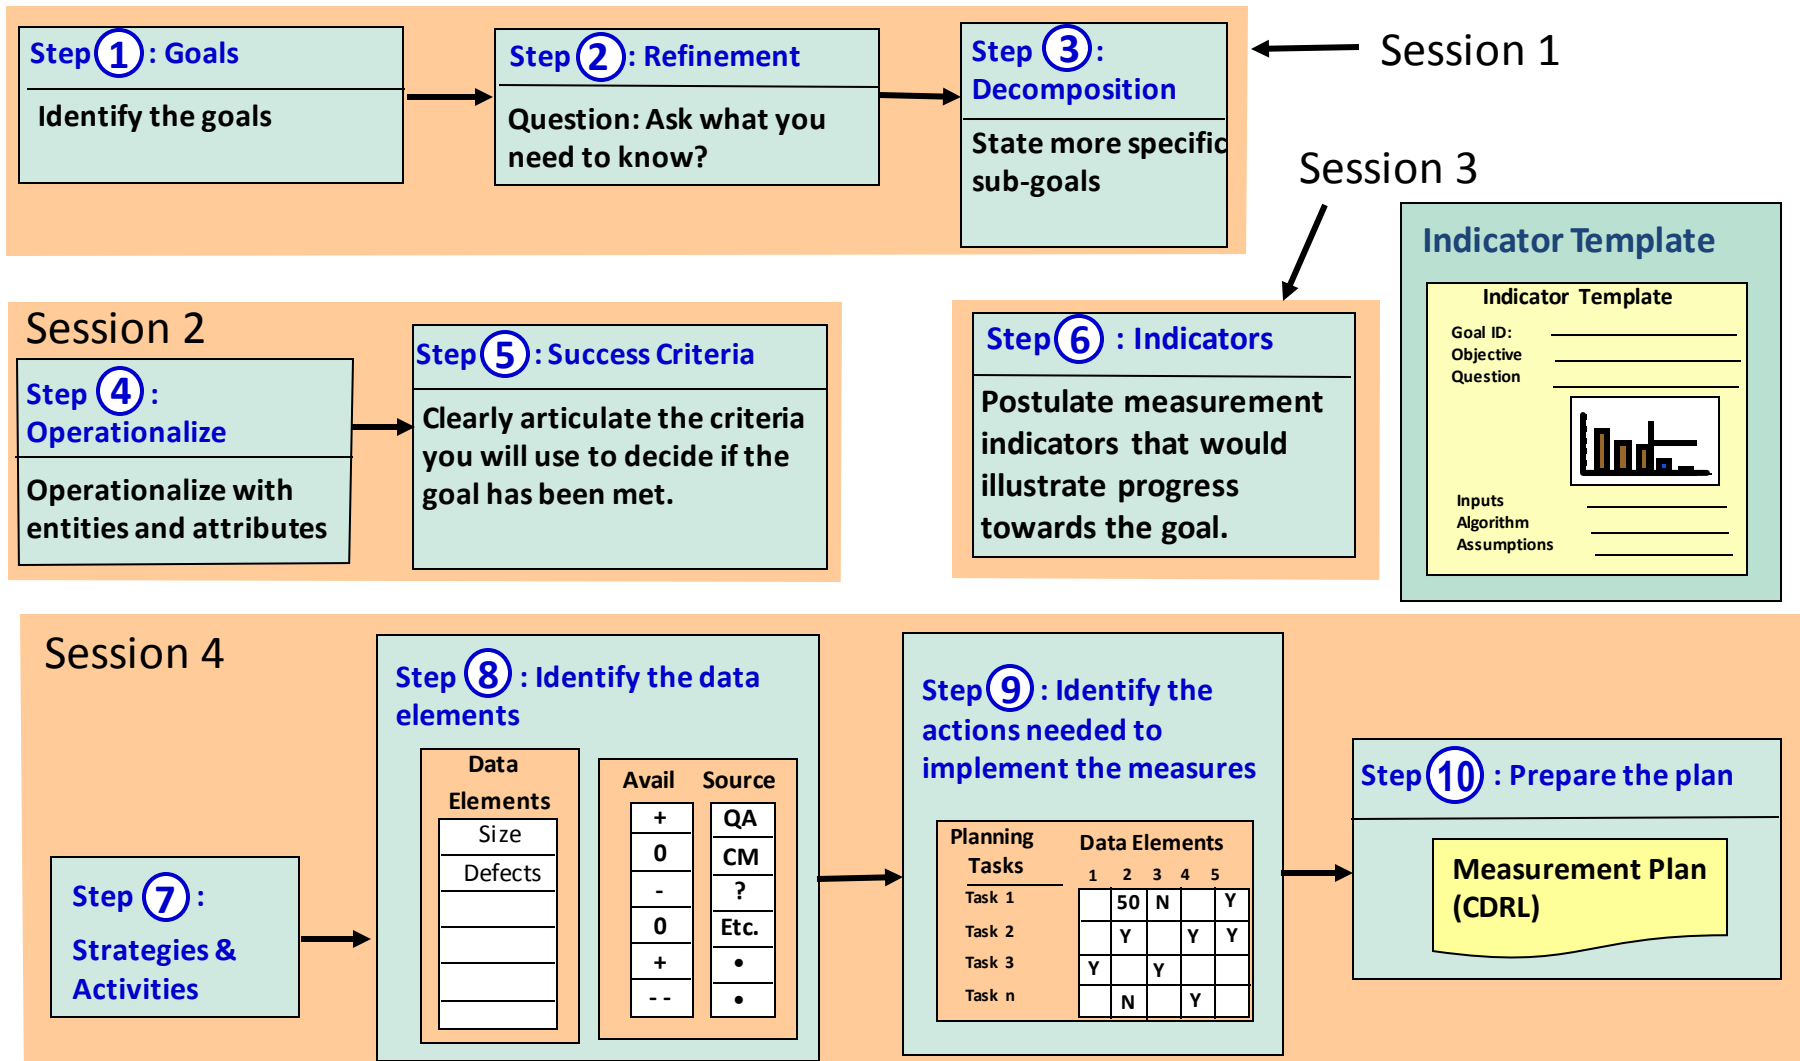 Step 1 : Goals
Identify the goals
Step 2 : Refinement
Question: Ask what you
need to know?
Step 3 :
Decomposition
State more specific
sub-goals
Session 1
Session 2
Step 4 :
Operationalize
Operationalize with
entities and attributes
Step 5 : Success Criteria
Clearly articulate the criteria
you will use to decide if the
goal has been met.
Session 3
Step 6 : Indicators
Postulate measurement
indicators that would
illustrate progress
towards the goal.
Indicator Template
Indicator Template
Goal ID:
Objective
Question
Inputs
Algorithm
Assumptions
Session 4
Step 7 :
Strategies &
Activities
Step 8 : Identify the data
elements
Data
Elements
Size
Defects
Avail Source
+ QA
0 CM
- ?
0 Etc.
+ •
- - •
Step 9 : Identify the
actions needed to
implement the measures
Planning
Tasks
Data Elements
1 2 3 4 5
Task 1 50 N Y
Task 2 Y Y Y
Task 3 Y Y
Task n N Y
Step 10 : Prepare the plan
Measurement Plan
(CDRL)